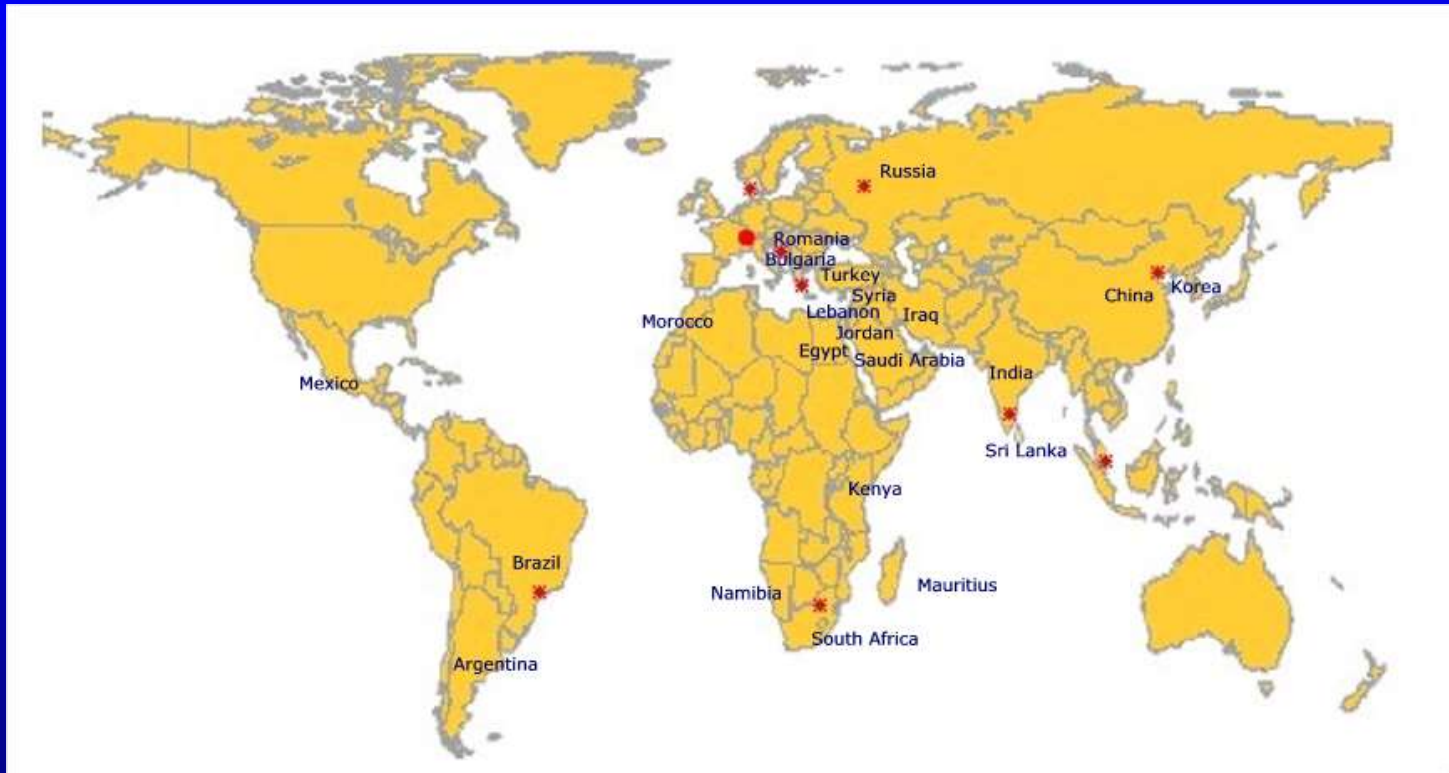 Russia
Romania
Bulgaria
Turkey
Syria
China
Korea
Lebanon
Iraq
Morocco
Jordan
Egypt
Saudi Arabia
India
Mexico
Sri Lanka
Kenya
Brazil
Namibia
Mauritius
South Africa
Argentina